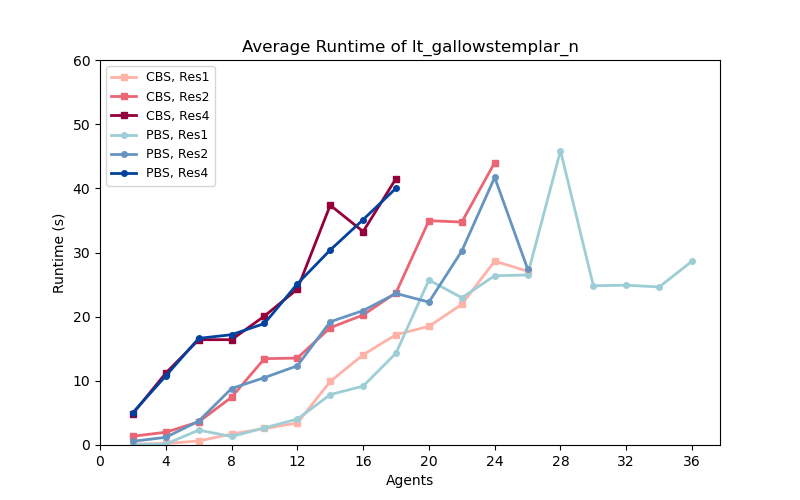 Average Runtime of lt_gallowstemplar_n
60
50
40
30
20
10
0
Runtime (s)
CBS, Res1
CBS, Res2
CBS, Res4
PBS, Res1
PBS, Res2
PBS, Res4
0 4 8 12 16 20 24 28 32 36
Agents